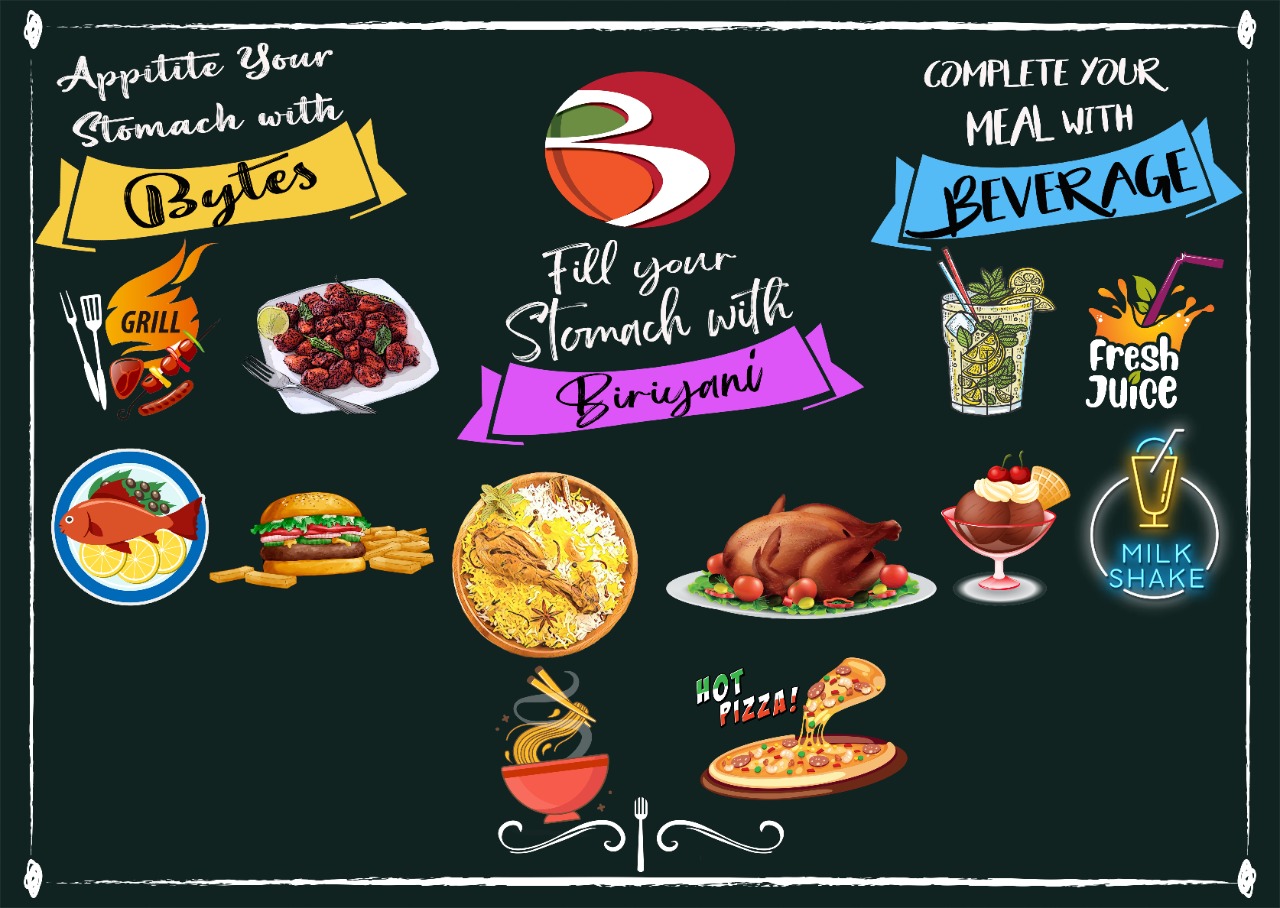 Appitite Your
Stomach with
Bytes
GRILL
Fill your
Stomach with
Biriyani
HOT
PIZZA!
COMPLETE YOUR
MEAL WITH
BEVERAGE
Fresh
Juice
MILK
SHAKE